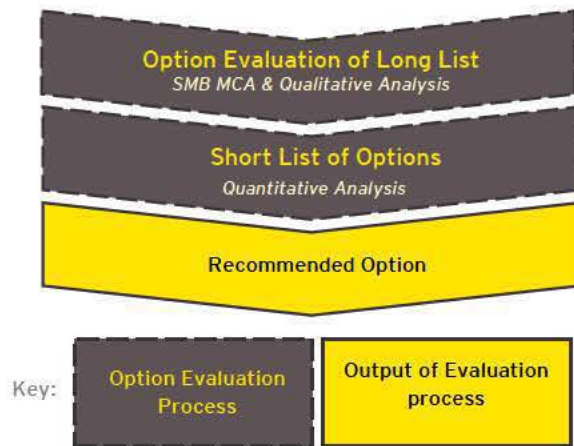 Option Evaluation of Long List
SMB MCA & Qualitative Analysis
Short List of Options
Quantitative Analysis
Recommended Option
Key:
Option Evaluation
Process
Output of Evaluation
process